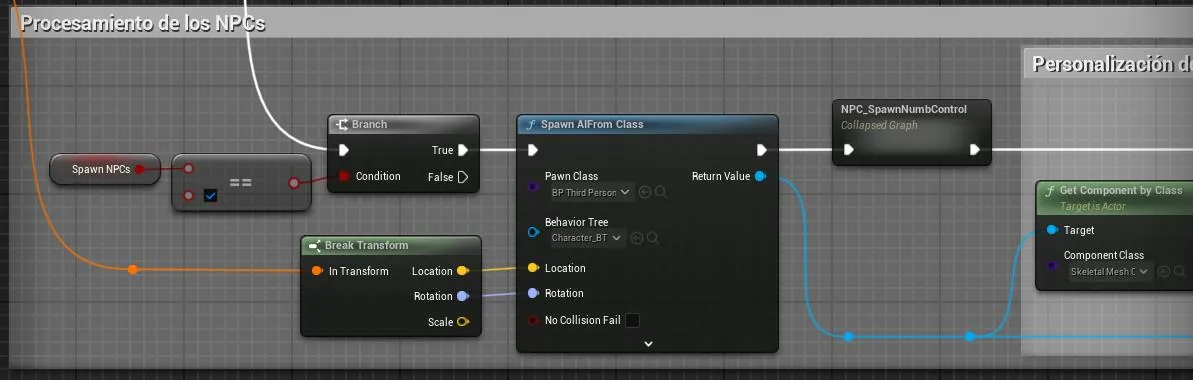 Procesamiento de los NPCs
Personalización d
Branch
True
Condition
False
Spawn NPCs
==
Break Transform
In Transform
Location
Rotation
Scale
Spawn AIFrom Class
Pawn Class
BP Third Person
Return Value
Behavior Tree
Character_BT
Location
Rotation
No Collision Fail
NPC_SpawnNumbControl
Collapsed Graph
Get Component by Class
Target is Actor
Target
Component Class
Skeletal Mesh C